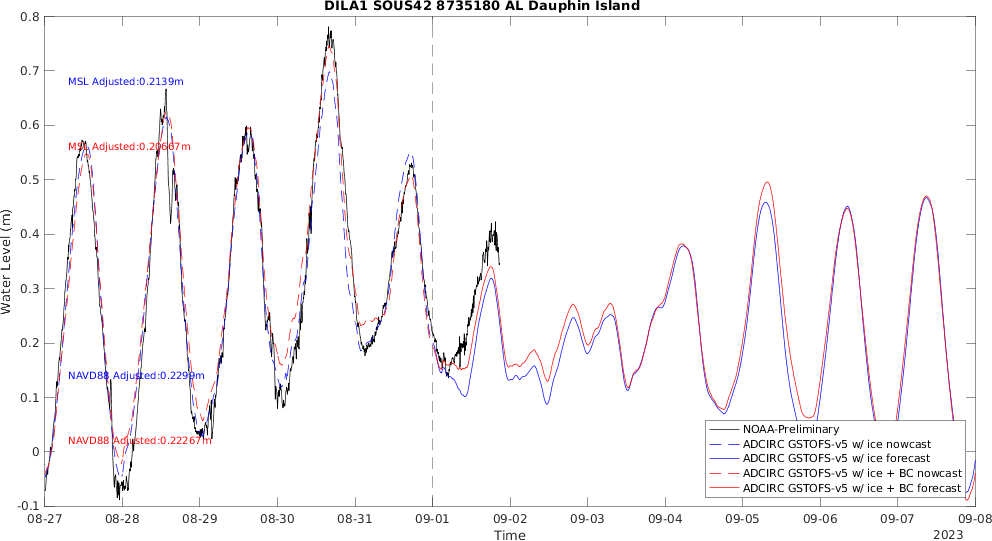 DILA1 SOUS42 8735180 AL Dauphin Island
Water Level (m)
0.8
0.7
0.6
0.5
0.4
0.3
0.2
0.1
0
-0.1
MSL Adjusted:0.2139m
MSL Adjusted:0.20667m
NAVD88 Adjusted:0.2299m
NAVD88 Adjusted:0.22267m
NOAA-Preliminary
ADCIRC GSTOFS-v5 w/ ice nowcast
ADCIRC GSTOFS-v5 w/ ice forecast
ADCIRC GSTOFS-v5 w/ ice + BC nowcast
ADCIRC GSTOFS-v5 w/ ice + BC forecast
08-27 08-28 08-29 08-30 08-31 09-01 09-02 09-03 09-04 09-05 09-06 09-07 09-08
Time
2023